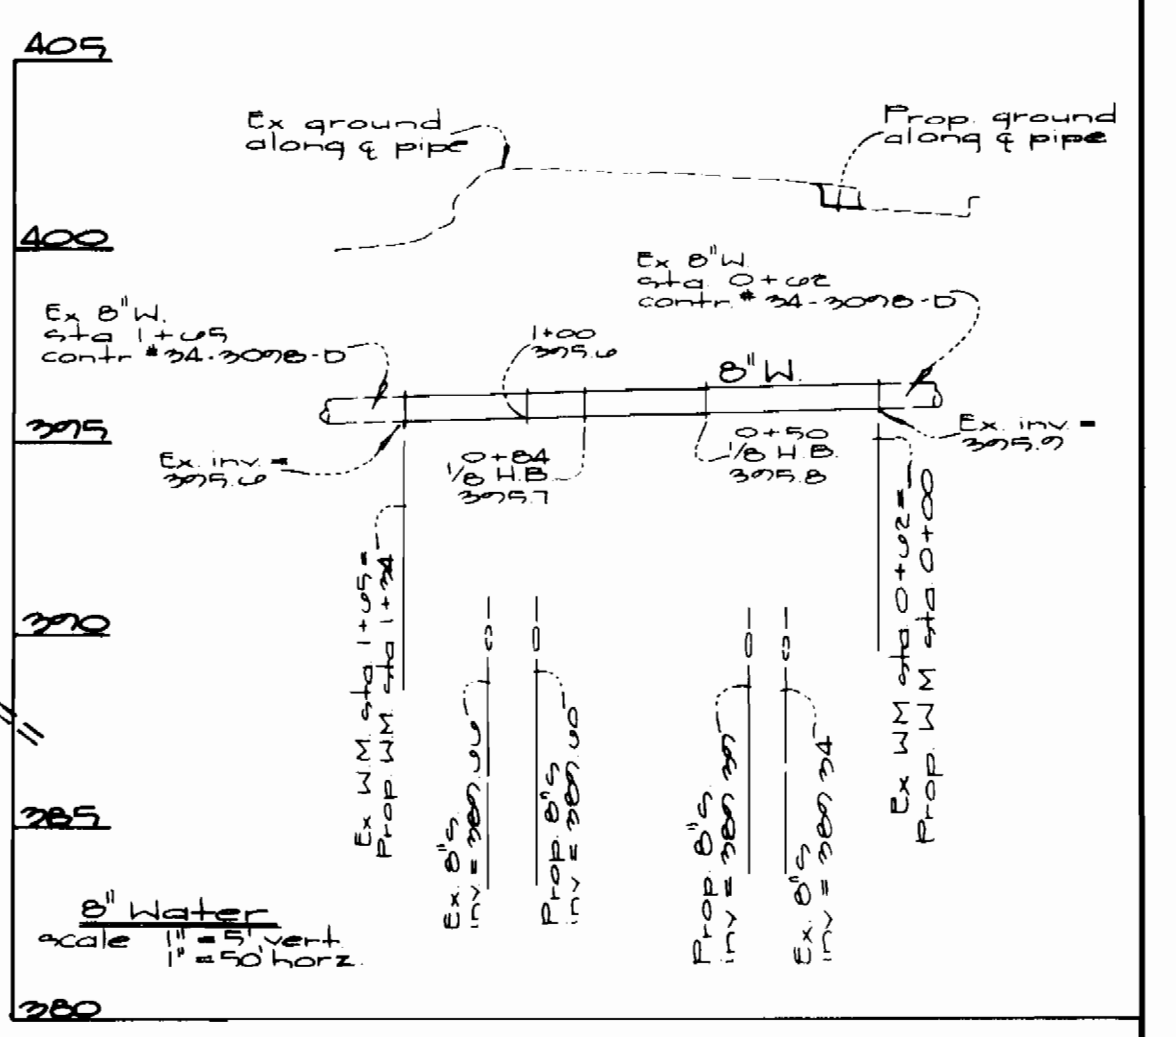 405
Ex ground
along ℄ pipe
Prop. ground
along ℄ pipe
400
Ex 8" W.
sta 0+62
contr. # 34-3098-D
Ex 8" W.
sta 1+65
contr # 34-3098-D
1+00
395.6
8" W.
395
Ex. inv. =
395.6
0+84
1/8 H.B.
395.7
0+50
1/8 H.B.
395.8
Ex. inv. =
395.9
390
Ex W.M. sta 1+65 =
Prop. W.M. sta 1+34
Ex. 8" S.
inv = 389.66
Prop. 8" S
inv = 389.60
Prop. 8" S.
inv = 389.39
Ex. 8" S
inv = 389.34
Ex WM sta 0+62 =
Prop. WM sta 0+00
385
8" Water
scale 1" = 5' vert.
1" = 50' horz.
380